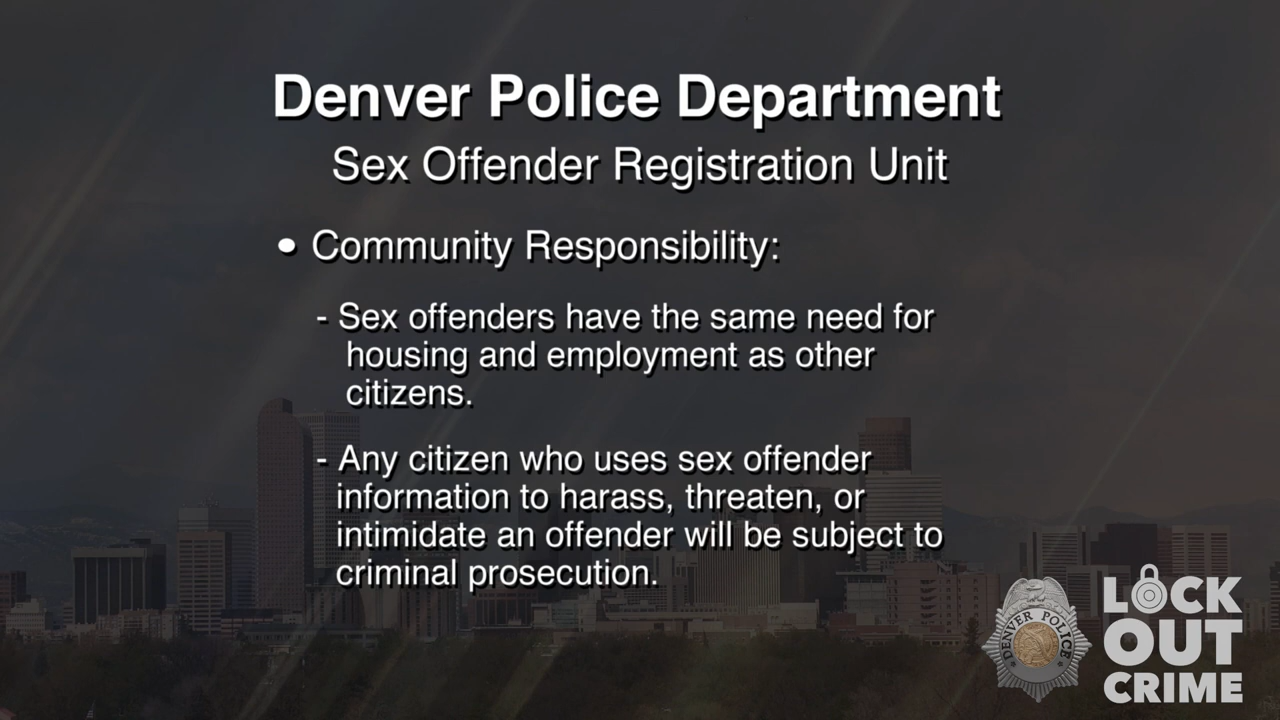 Denver Police Department
Sex Offender Registration Unit
• Community Responsibility:
- Sex offenders have the same need for
housing and employment as other
citizens.
- Any citizen who uses sex offender
information to harass, threaten, or
intimidate an offender will be subject to
criminal prosecution.
DENVER POLICE
LOCK
OUT
CRIME